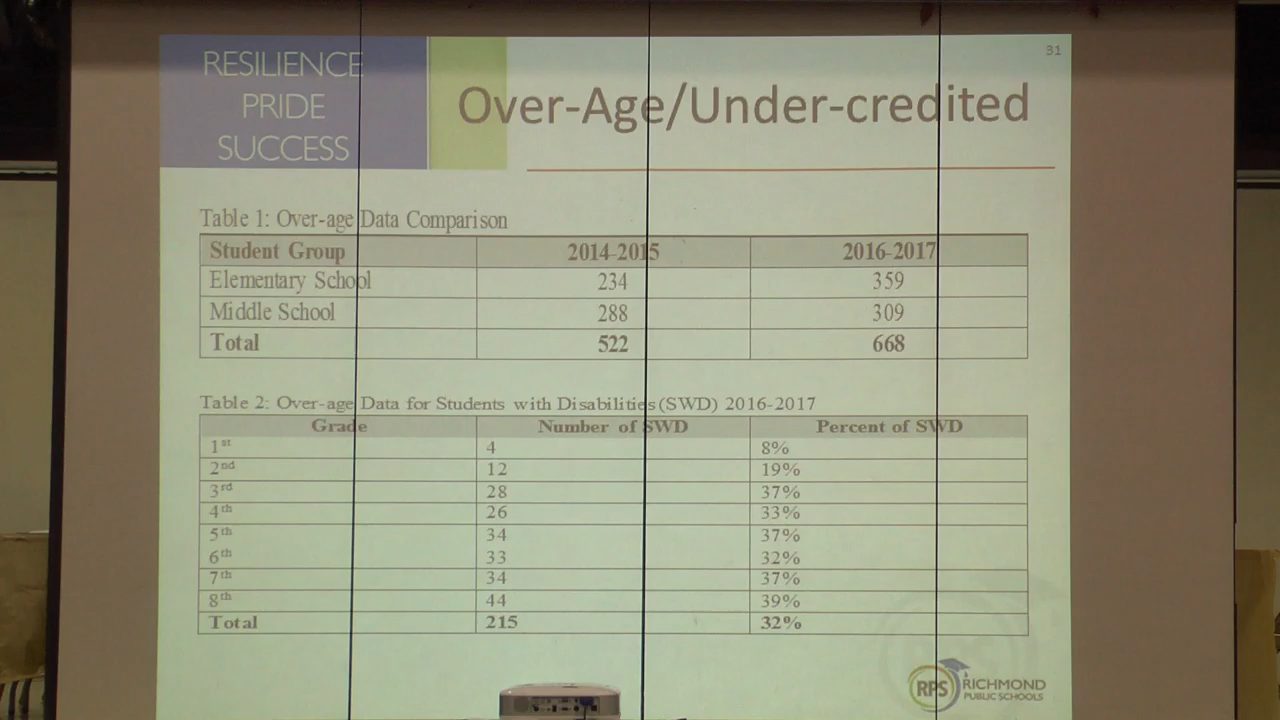 31
RESILIENCE
PRIDE
SUCCESS
Over-Age/Under-credited
Table 1: Over-age Data Comparison
Student Group 2014-2015 2016-2017
Elementary School 234 359
Middle School 288 309
Total 522 668
Table 2: Over-age Data for Students with Disabilities (SWD) 2016-2017
Grade Number of SWD Percent of SWD
1st 4 8%
2nd 12 19%
3rd 28 37%
4th 26 33%
5th 34 37%
6th 33 32%
7th 34 37%
8th 44 39%
Total 215 32%
RPS RICHMOND
PUBLIC SCHOOLS
RPS